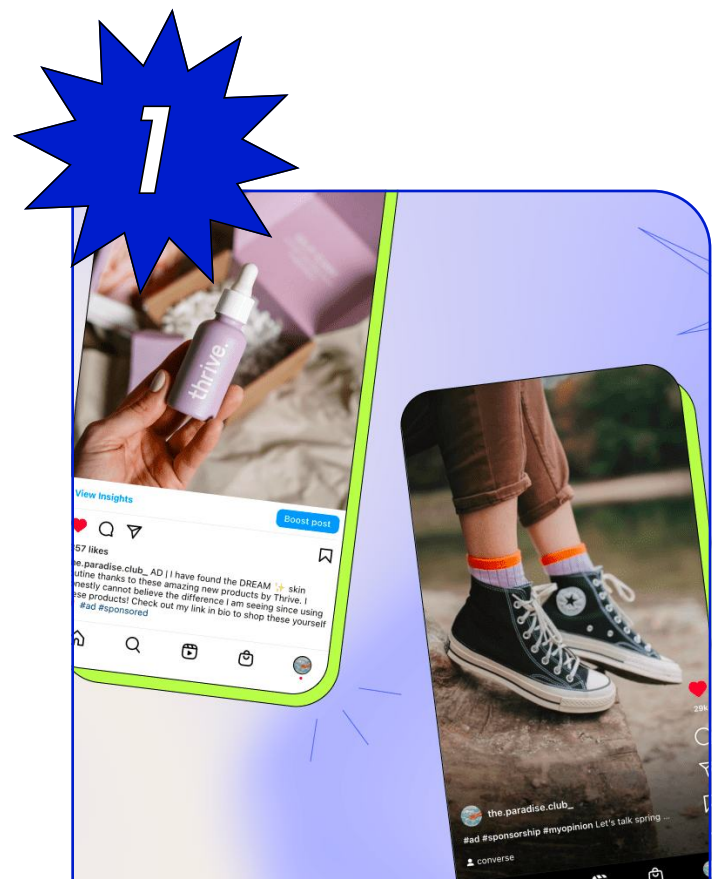 1
thrive.
View Insights
Boost post
57 likes
e.paradise.club_ AD | I have found the DREAM ✨ skin
utine thanks to these amazing new products by Thrive. I
nestly cannot believe the difference I am seeing since using
ese products! Check out my link in bio to shop these yourself
#ad #sponsored
29k
the.paradise.club_
#ad #sponsorship #myopinion Let's talk spring ...
converse